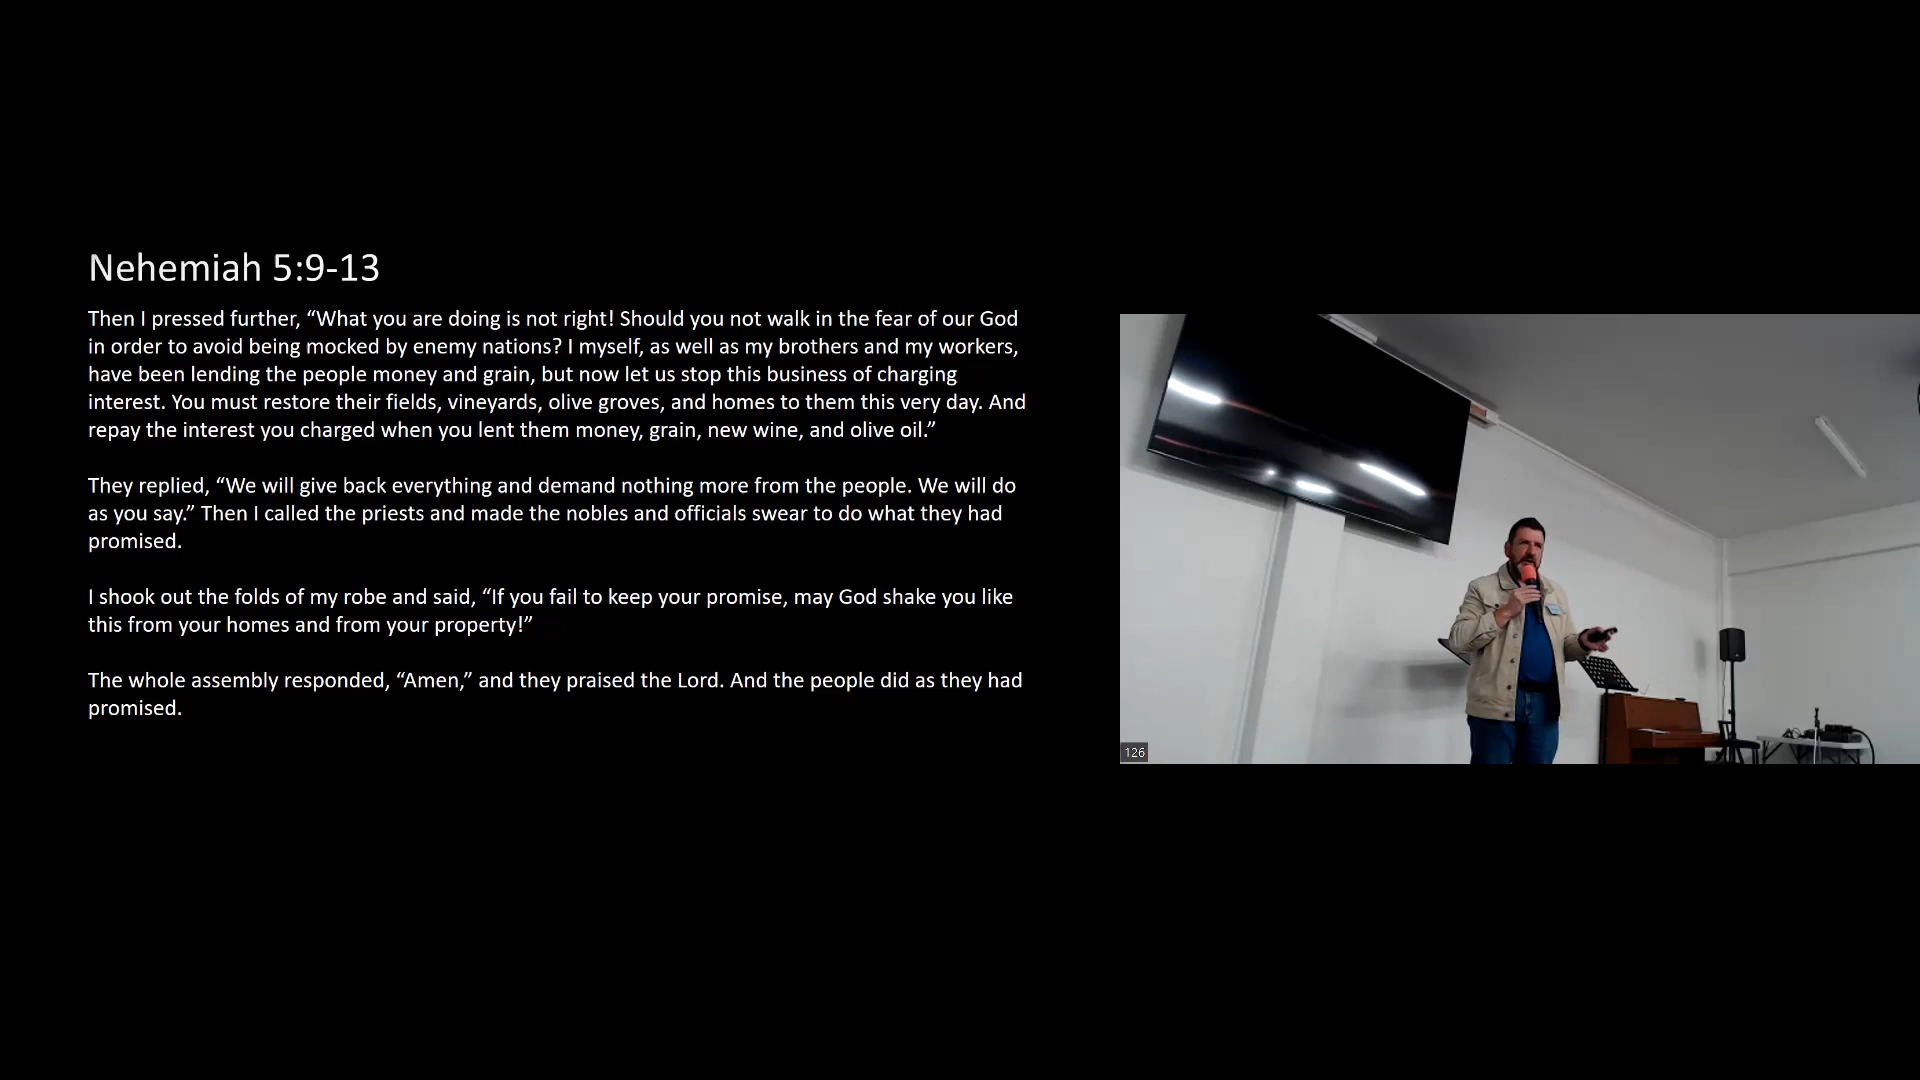 Nehemiah 5:9-13
Then I pressed further, “What you are doing is not right! Should you not walk in the fear of our God
in order to avoid being mocked by enemy nations? I myself, as well as my brothers and my workers,
have been lending the people money and grain, but now let us stop this business of charging
interest. You must restore their fields, vineyards, olive groves, and homes to them this very day. And
repay the interest you charged when you lent them money, grain, new wine, and olive oil.”
They replied, “We will give back everything and demand nothing more from the people. We will do
as you say.” Then I called the priests and made the nobles and officials swear to do what they had
promised.
I shook out the folds of my robe and said, “If you fail to keep your promise, may God shake you like
this from your homes and from your property!”
The whole assembly responded, “Amen,” and they praised the Lord. And the people did as they had
promised.
126